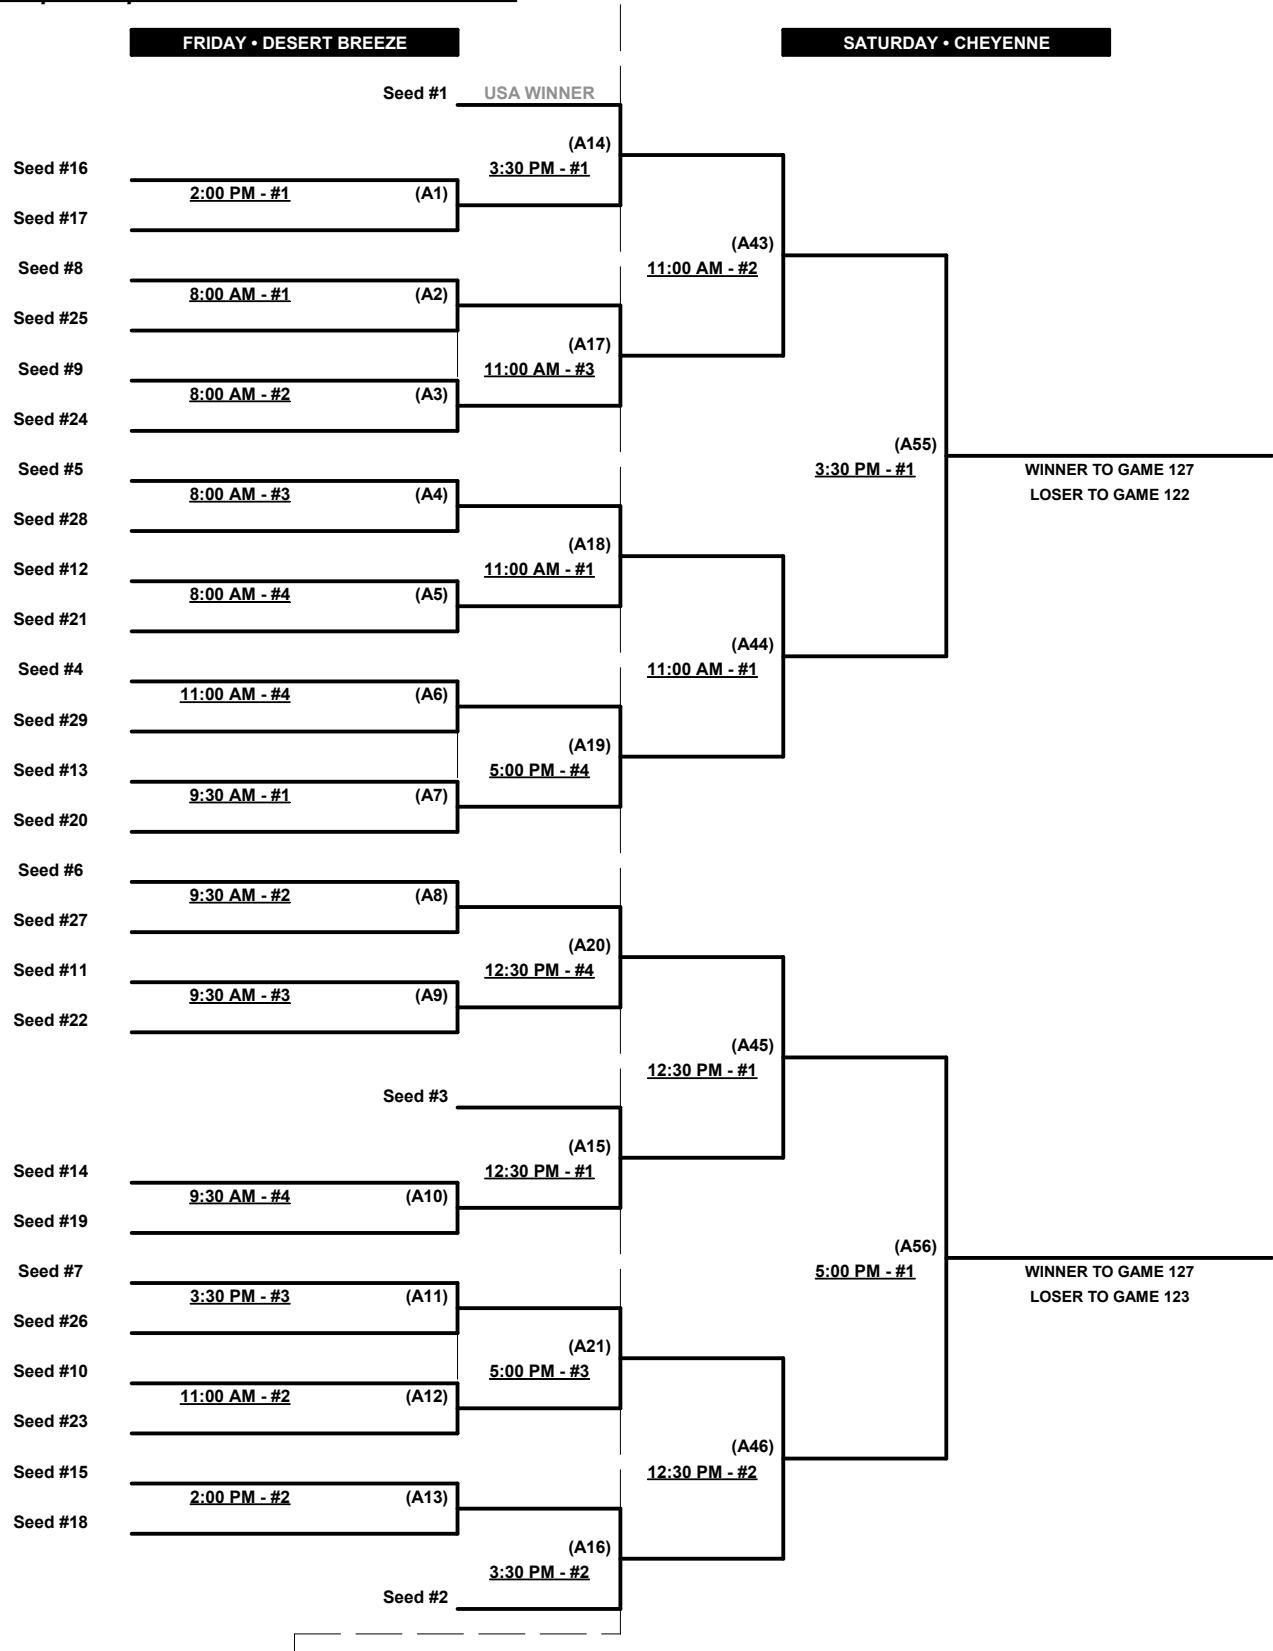 FRIDAY • DESERT BREEZE
SATURDAY • CHEYENNE
Seed #1
USA WINNER
(A14)
3:30 PM - #1
Seed #16
2:00 PM - #1
(A1)
Seed #17
(A43)
11:00 AM - #2
Seed #8
8:00 AM - #1
(A2)
Seed #25
(A17)
11:00 AM - #3
Seed #9
8:00 AM - #2
(A3)
Seed #24
(A55)
3:30 PM - #1
WINNER TO GAME 127
LOSER TO GAME 122
Seed #5
8:00 AM - #3
(A4)
Seed #28
(A18)
11:00 AM - #1
Seed #12
8:00 AM - #4
(A5)
Seed #21
(A44)
11:00 AM - #1
Seed #4
11:00 AM - #4
(A6)
Seed #29
(A19)
5:00 PM - #4
Seed #13
9:30 AM - #1
(A7)
Seed #20
Seed #6
9:30 AM - #2
(A8)
Seed #27
(A20)
12:30 PM - #4
Seed #11
9:30 AM - #3
(A9)
Seed #22
(A45)
12:30 PM - #1
Seed #3
(A15)
12:30 PM - #1
Seed #14
9:30 AM - #4
(A10)
Seed #19
(A56)
5:00 PM - #1
WINNER TO GAME 127
LOSER TO GAME 123
Seed #7
3:30 PM - #3
(A11)
Seed #26
(A21)
5:00 PM - #3
Seed #10
11:00 AM - #2
(A12)
Seed #23
(A46)
12:30 PM - #2
Seed #15
2:00 PM - #2
(A13)
Seed #18
(A16)
3:30 PM - #2
Seed #2